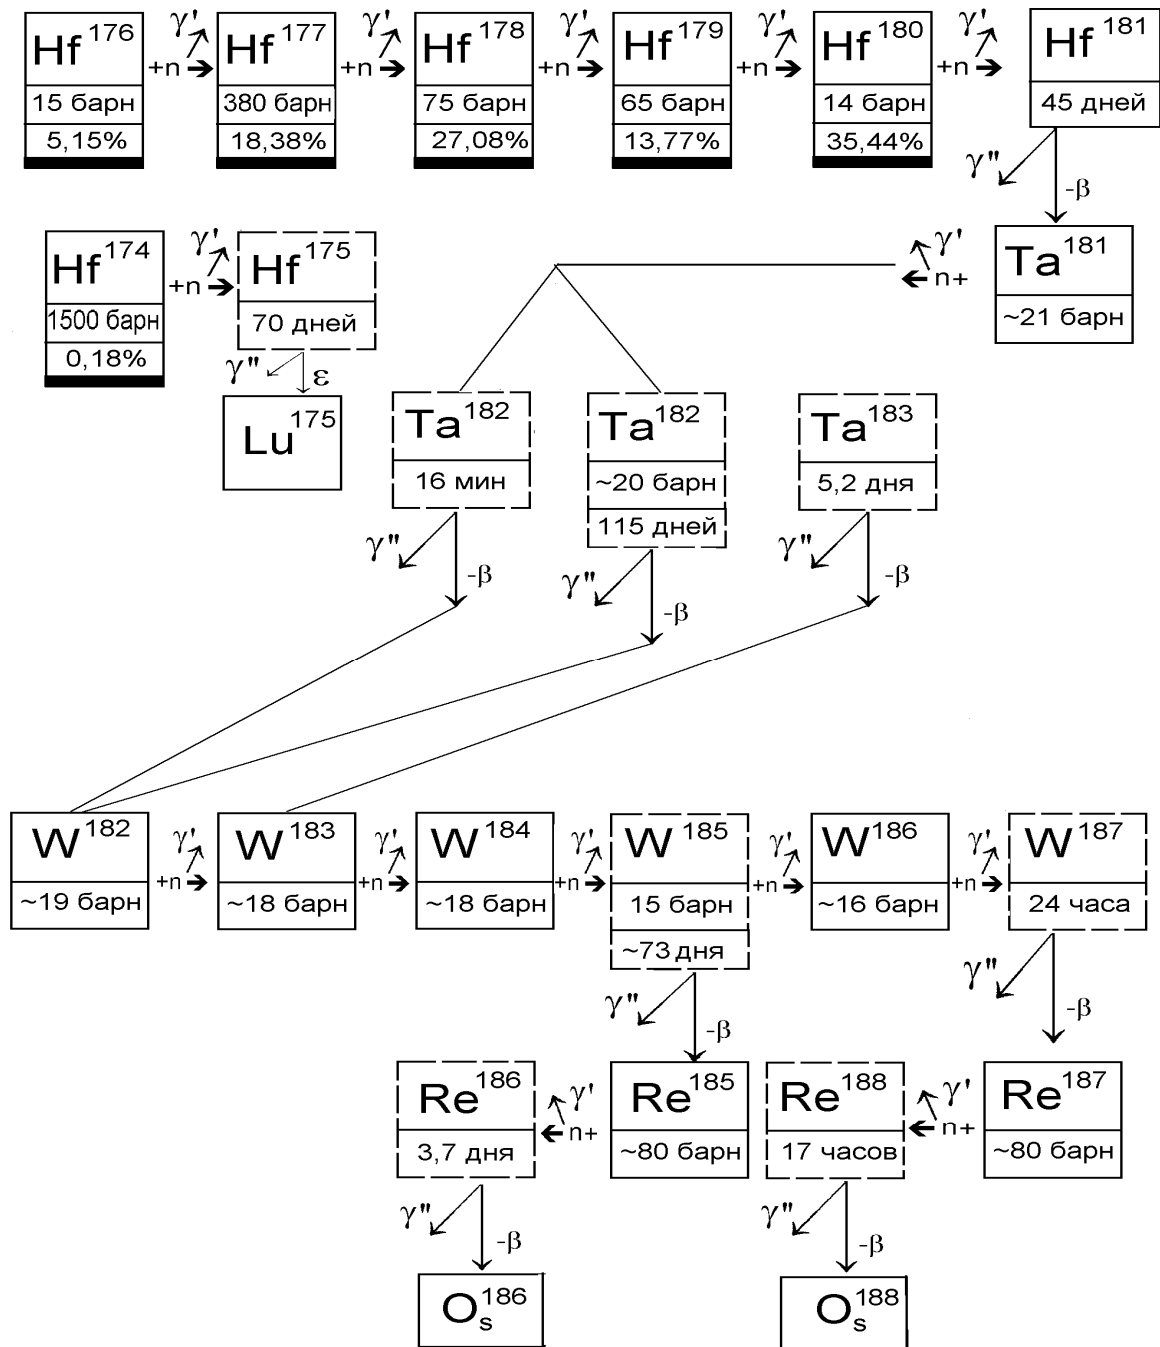 Hf 176 +n γ' Hf 177 +n γ' Hf 178 +n γ' Hf 179 +n γ' Hf 180 +n γ' Hf 181
15 барн 380 барн 75 барн 65 барн 14 барн 45 дней
5,15% 18,38% 27,08% 13,77% 35,44%
γ'' -β
Hf 174 +n γ' Hf 175 γ' n+ Ta 181
1500 барн 70 дней ~21 барн
0,18% γ'' ε
Lu 175 Ta 182 Ta 182 Ta 183
16 мин ~20 барн 5,2 дня
115 дней
γ'' -β γ'' -β γ'' -β
W 182 +n γ' W 183 +n γ' W 184 +n γ' W 185 +n γ' W 186 +n γ' W 187
~19 барн ~18 барн ~18 барн 15 барн ~16 барн 24 часа
~73 дня
γ'' -β γ'' -β
Re 186 γ' n+ Re 185 Re 188 γ' n+ Re 187
3,7 дня ~80 барн 17 часов ~80 барн
γ'' -β γ'' -β
Os 186 Os 188